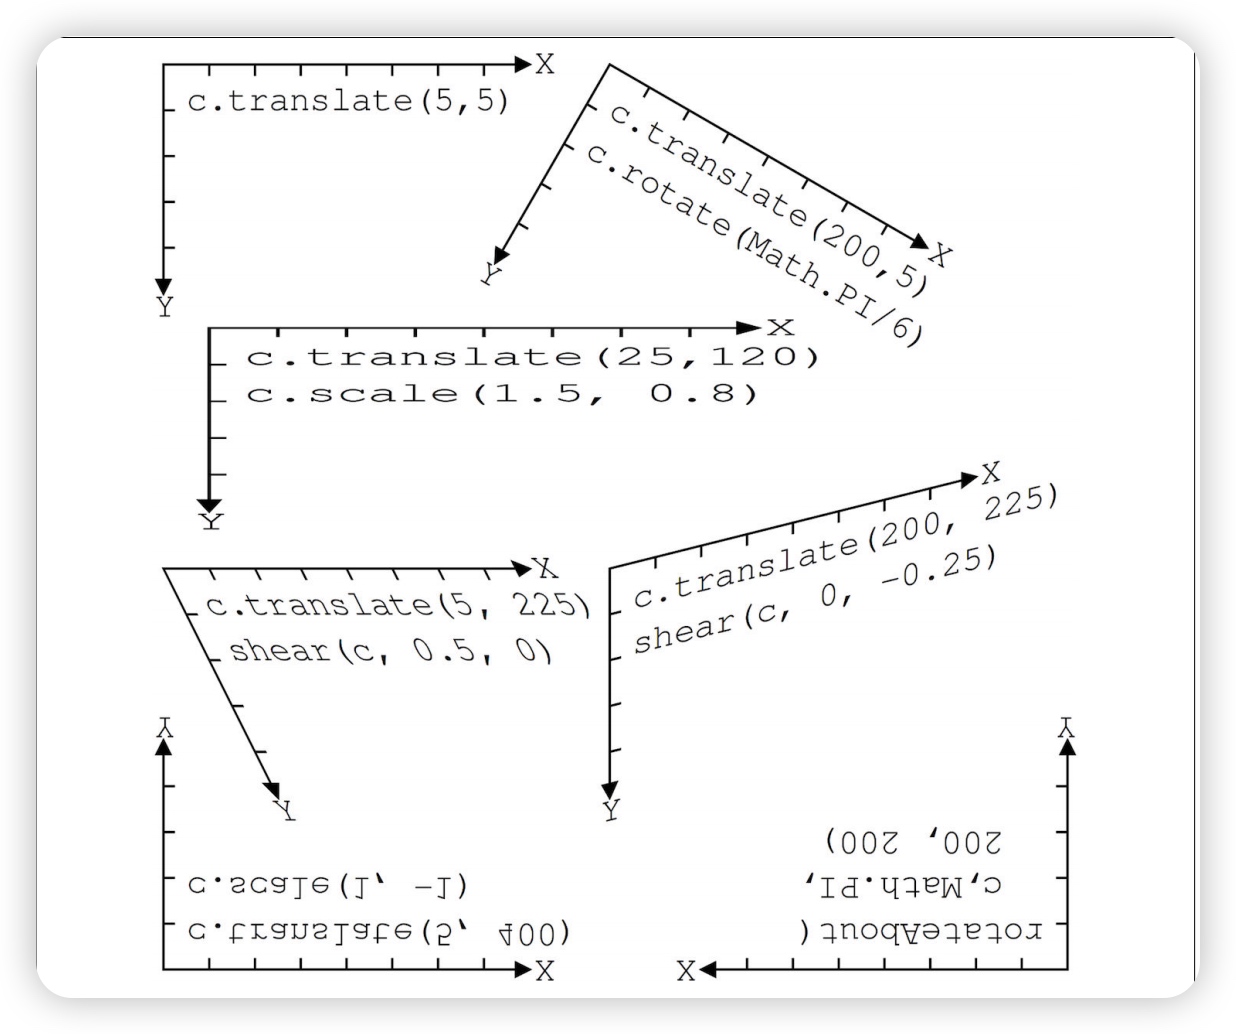 X
c.translate(5,5)
Y
c.translate(200,5)
c.rotate(Math.PI/6)
X
Y
X
c.translate(25,120)
c.scale(1.5, 0.8)
Y
X
c.translate(5, 225)
shear(c, 0.5, 0)
Y
X
c.translate(200, 225)
shear(c, 0, -0.25)
Y
Y
c.translate(5, 400)
c.scale(1, -1)
X
Y
rotateAbout(
c,Math.PI,
200, 200)
X